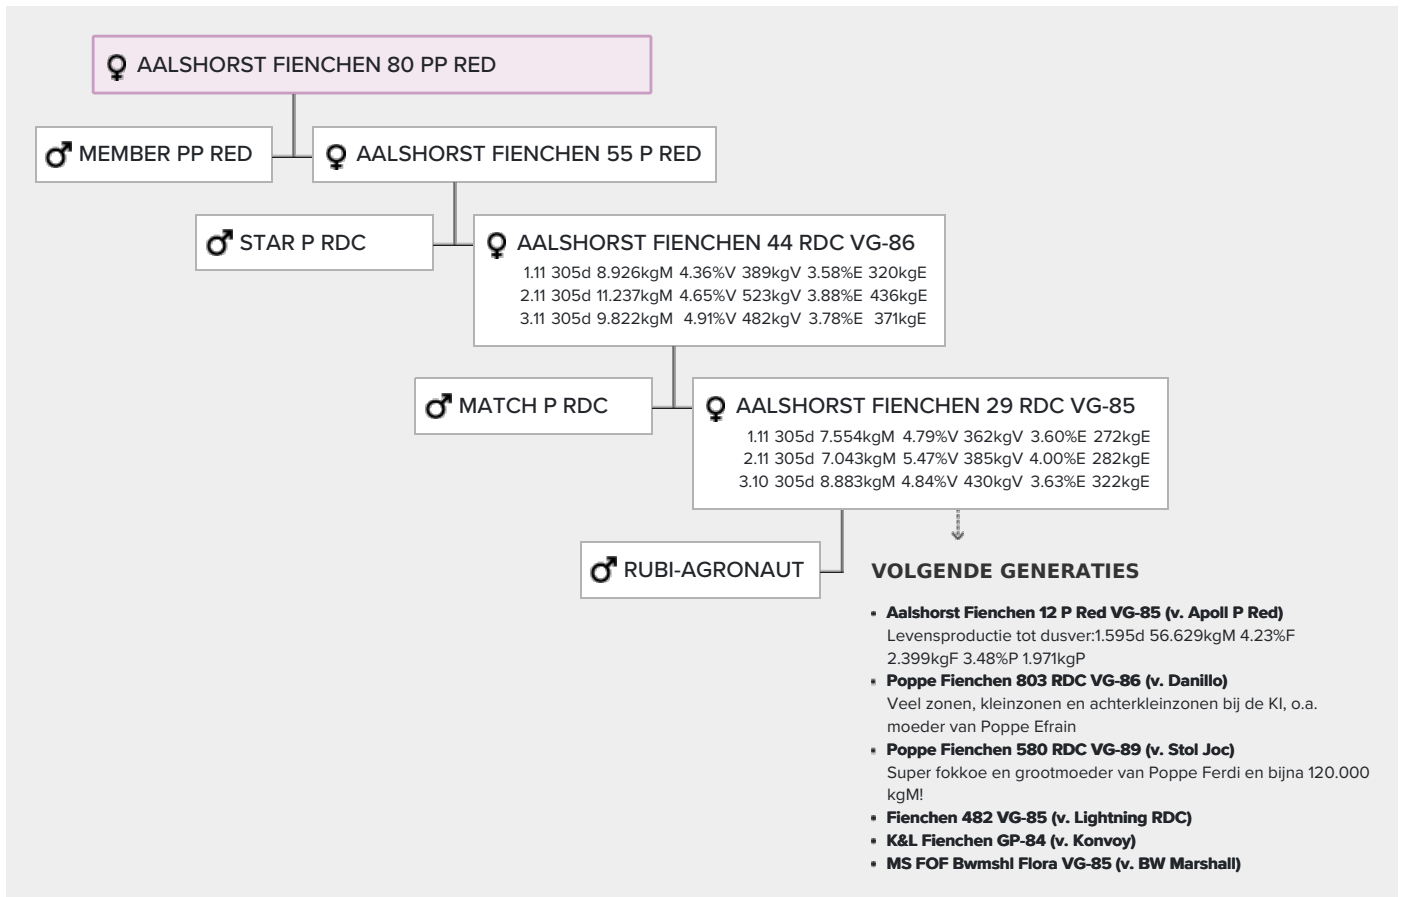 AALSHORST FIENCHEN 80 PP RED
MEMBER PP RED
AALSHORST FIENCHEN 55 P RED
STAR P RDC
AALSHORST FIENCHEN 44 RDC VG-86
1.11 305d 8.926kgM 4.36%V 389kgV 3.58%E 320kgE
2.11 305d 11.237kgM 4.65%V 523kgV 3.88%E 436kgE
3.11 305d 9.822kgM 4.91%V 482kgV 3.78%E 371kgE
MATCH P RDC
AALSHORST FIENCHEN 29 RDC VG-85
1.11 305d 7.554kgM 4.79%V 362kgV 3.60%E 272kgE
2.11 305d 7.043kgM 5.47%V 385kgV 4.00%E 282kgE
3.10 305d 8.883kgM 4.84%V 430kgV 3.63%E 322kgE
RUBI-AGRONAUT
VOLGENDE GENERATIES
Aalshorst Fienchen 12 P Red VG-85 (v. Apoll P Red)
Levensproductie tot dusver:1.595d 56.629kgM 4.23%F
2.399kgF 3.48%P 1.971kgP
Poppe Fienchen 803 RDC VG-86 (v. Danillo)
Veel zonen, kleinzonen en achterkleinzonen bij de KI, o.a.
moeder van Poppe Efrain
Poppe Fienchen 580 RDC VG-89 (v. Stol Joc)
Super fokkoe en grootmoeder van Poppe Ferdi en bijna 120.000
kgM!
Fienchen 482 VG-85 (v. Lightning RDC)
K&L Fienchen GP-84 (v. Konvoy)
MS FOF Bwmshl Flora VG-85 (v. BW Marshall)